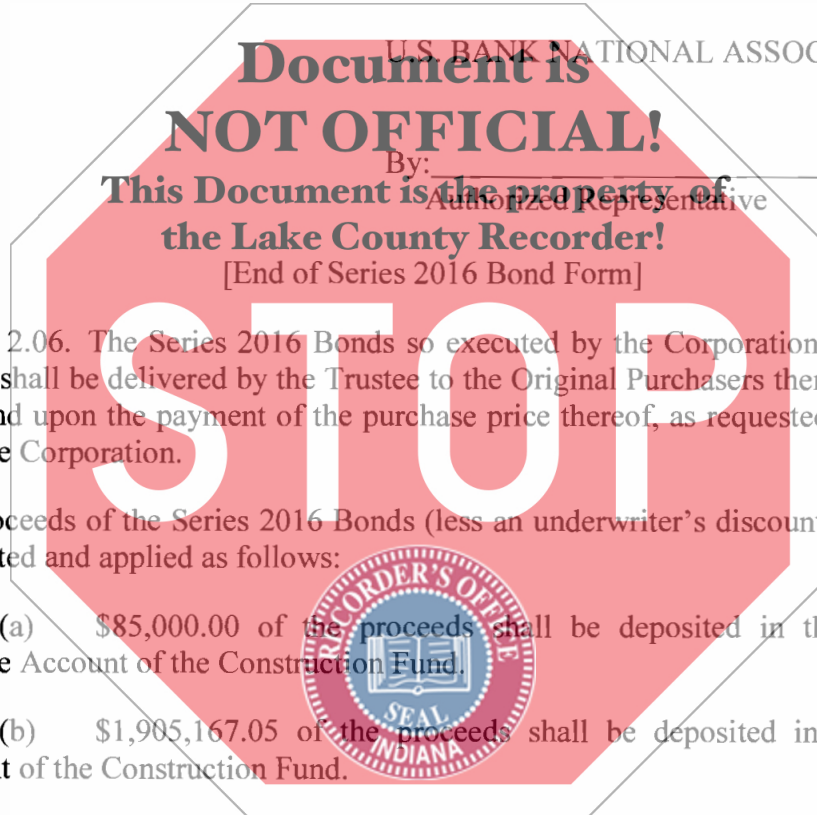 U.S. BANK NATIONAL ASSOC
Document is
NOT OFFICIAL!
By:
This Document is the property of
Authorized Representative
the Lake County Recorder!
[End of Series 2016 Bond Form]
STOP
2.06. The Series 2016 Bonds so executed by the Corporation
shall be delivered by the Trustee to the Original Purchasers
upon the payment of the purchase price thereof, as requested
Corporation.
of the Series 2016 Bonds (less an underwriter's discount
and applied as follows:
RECORDER'S OFFICE
(a) $85,000.00 of the proceeds shall be deposited in
Account of the Construction Fund.
SEAL
INDIANA
(b) $1,905,167.05 of the proceeds shall be deposited in
of the Construction Fund.